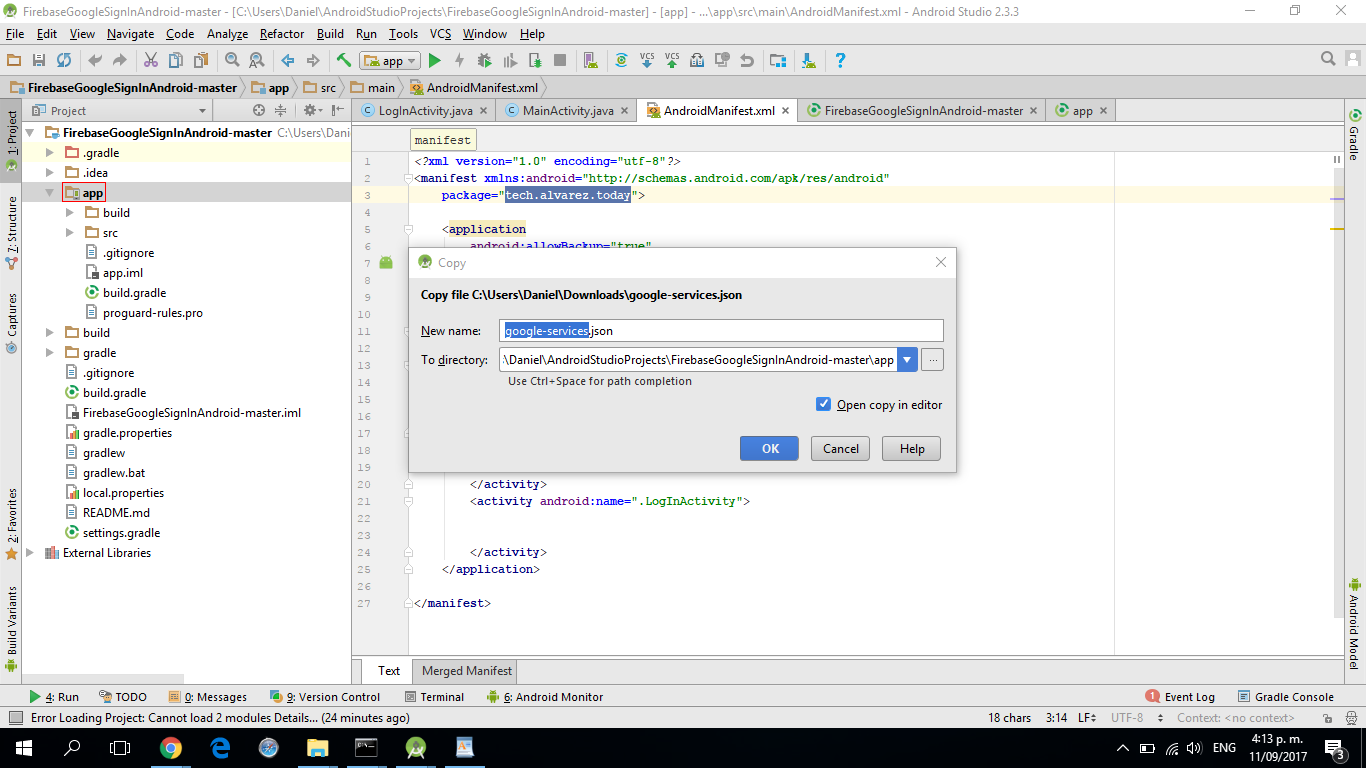 FirebaseGoogleSignInAndroid-master - [C:\Users\Daniel\AndroidStudioProjects\FirebaseGoogleSignInAndroid-master] - [app] - ...\app\src\main\AndroidManifest.xml - Android Studio 2.3.3
File Edit View Navigate Code Analyze Refactor Build Run Tools VCS Window Help
app VCS VCS ?
FirebaseGoogleSignInAndroid-master app src main AndroidManifest.xml
Project
LogInActivity.java MainActivity.java AndroidManifest.xml FirebaseGoogleSignInAndroid-master app
1: Project
7: Structure
Captures
2: Favorites
Build Variants
FirebaseGoogleSignInAndroid-master C:\Users\Dani
.gradle
.idea
app
build
src
.gitignore
app.iml
build.gradle
proguard-rules.pro
build
gradle
.gitignore
build.gradle
FirebaseGoogleSignInAndroid-master.iml
gradle.properties
gradlew
gradlew.bat
local.properties
README.md
settings.gradle
External Libraries
manifest
1 <?xml version="1.0" encoding="utf-8"?>
2 <manifest xmlns:android="http://schemas.android.com/apk/res/android"
3 package="tech.alvarez.today">
4
5 <application
6 android:allowBackup="true"
7
8
9
10
11
12
13
14
15
16
17
18
19
20 </activity>
21 <activity android:name=".LogInActivity">
22
23
24 </activity>
25 </application>
26
27 </manifest>
Copy
Copy file C:\Users\Daniel\Downloads\google-services.json
New name: google-services.json
To directory: :\Daniel\AndroidStudioProjects\FirebaseGoogleSignInAndroid-master\app ...
Use Ctrl+Space for path completion
Open copy in editor
OK Cancel Help
Gradle
Android Model
Text Merged Manifest
4: Run TODO 0: Messages 9: Version Control Terminal 6: Android Monitor 1 Event Log Gradle Console
Error Loading Project: Cannot load 2 modules Details... (24 minutes ago) 18 chars 3:14 LF UTF-8 Context: <no context>
ENG 4:13 p. m.
11/09/2017 3